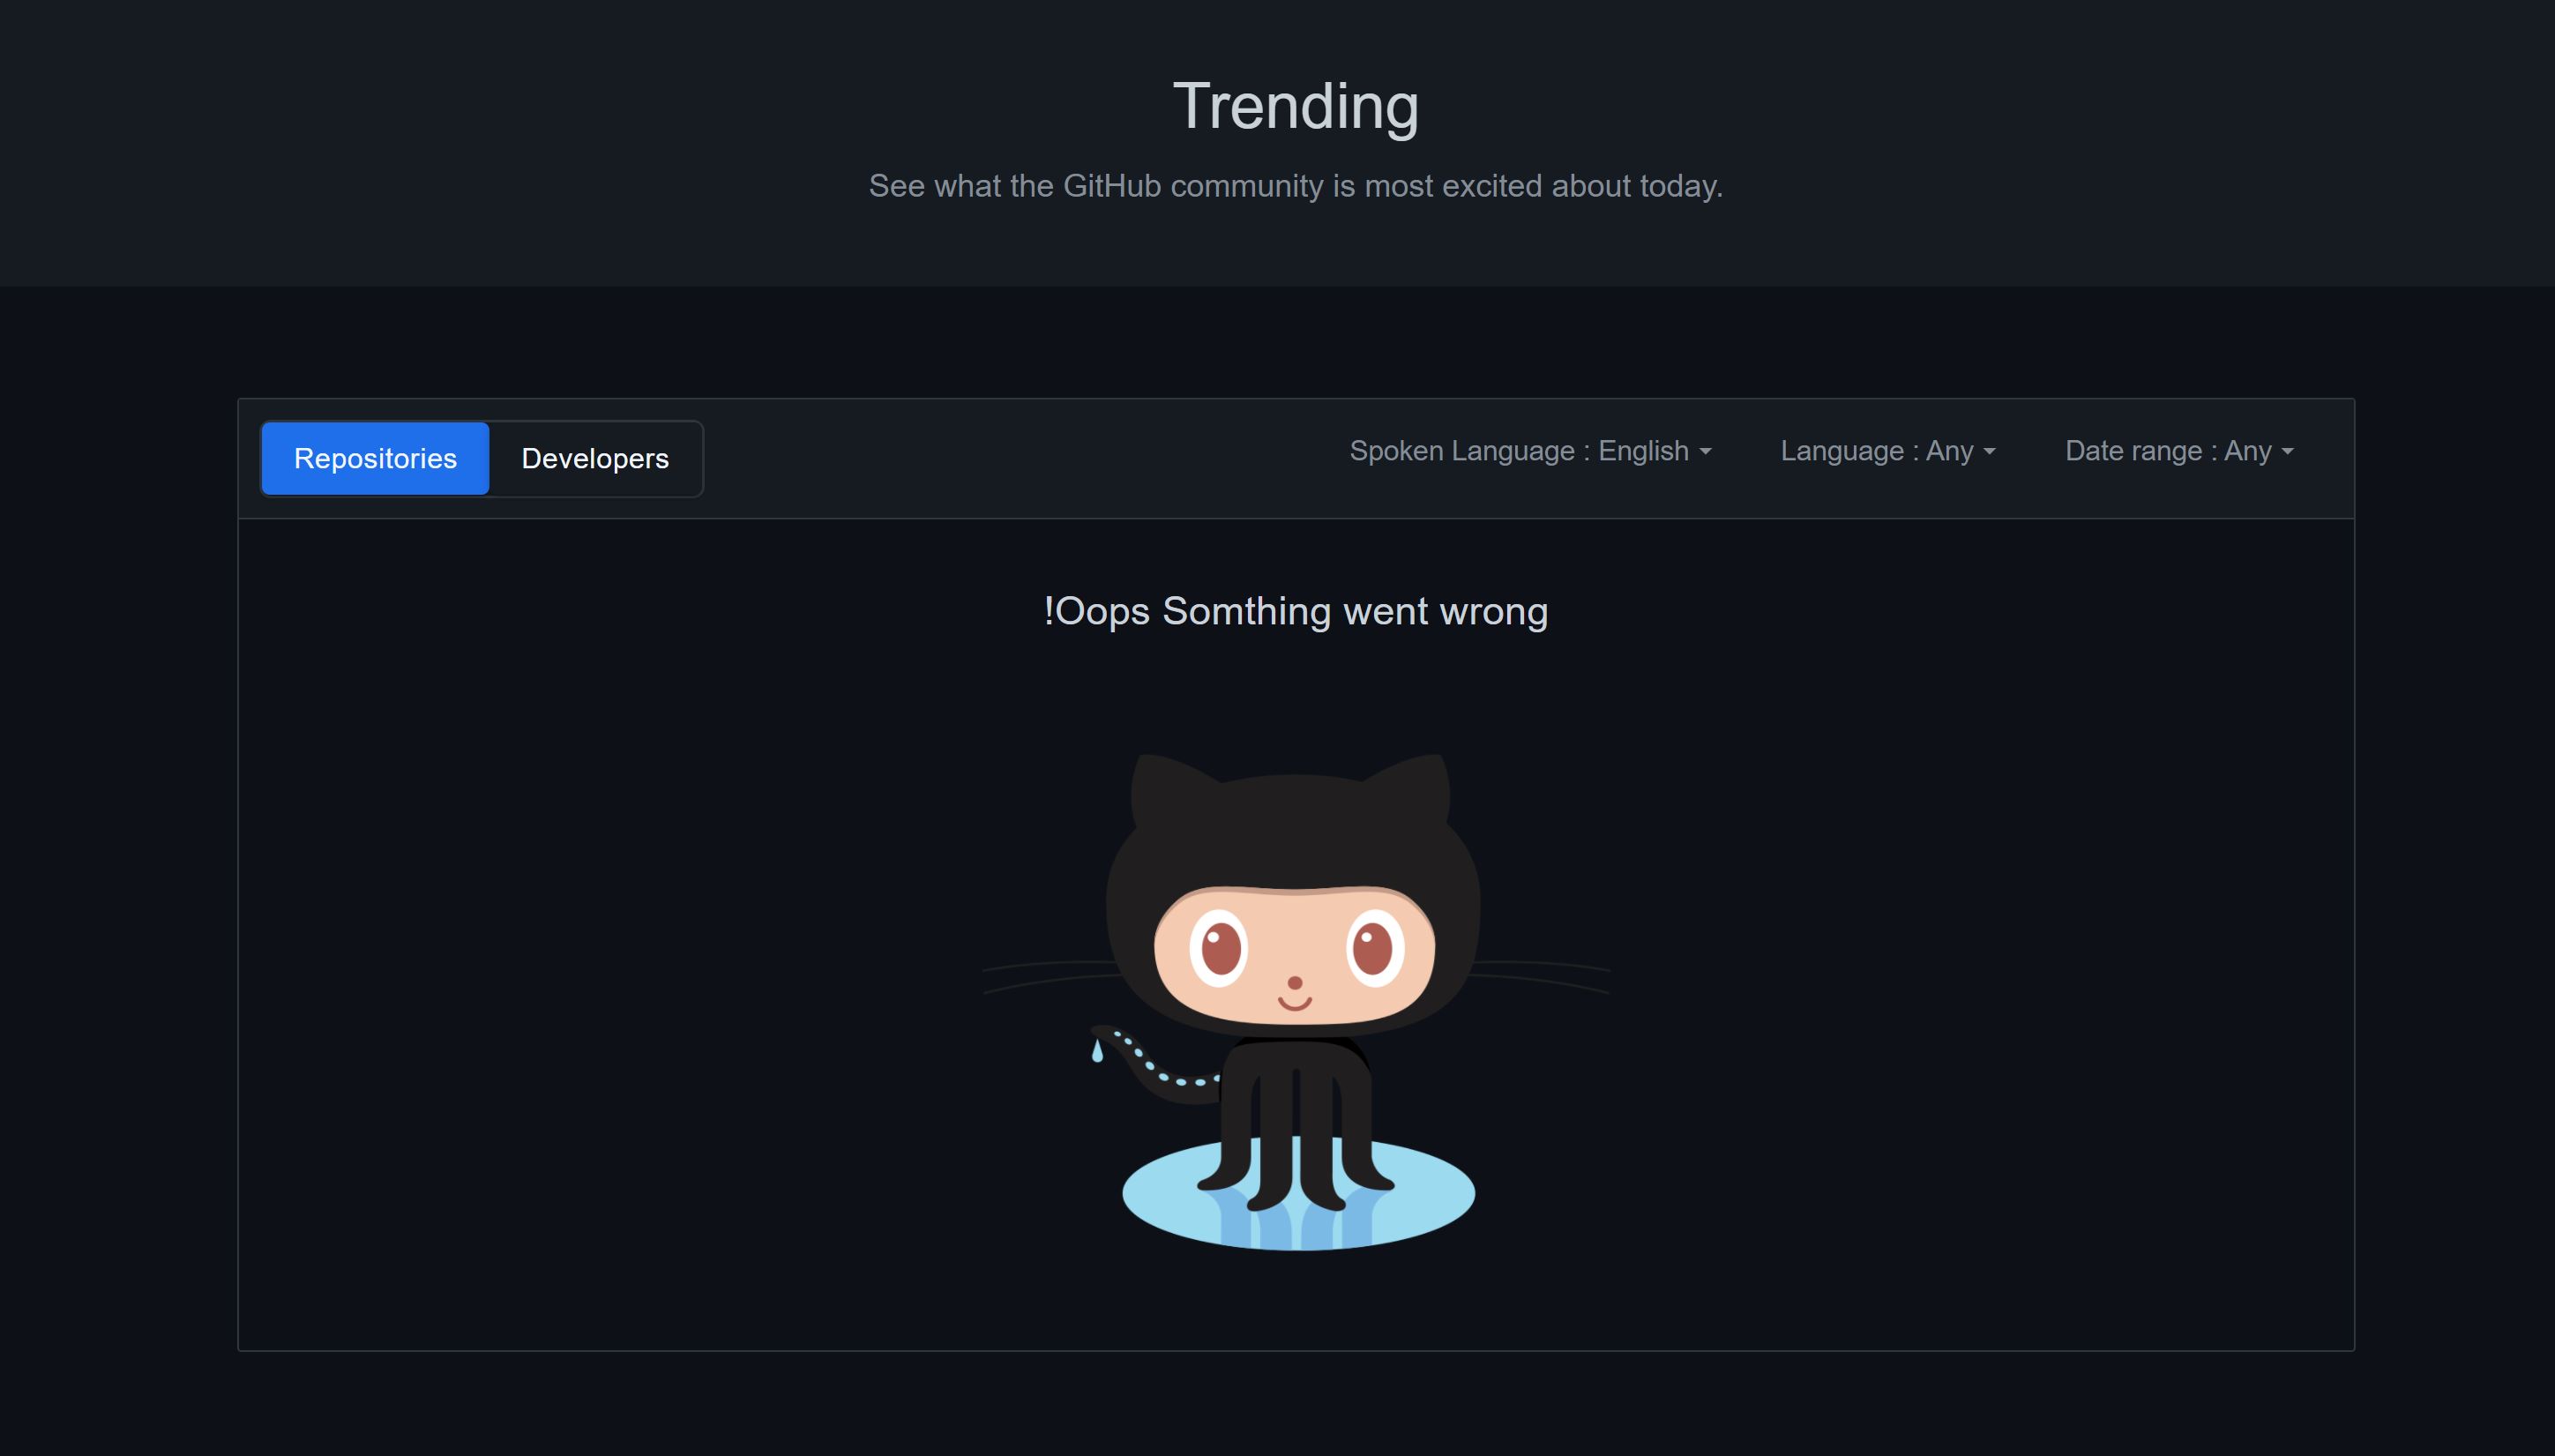 Trending
See what the GitHub community is most excited about today.
Repositories Developers Spoken Language : English Language : Any Date range : Any
!Oops Somthing went wrong